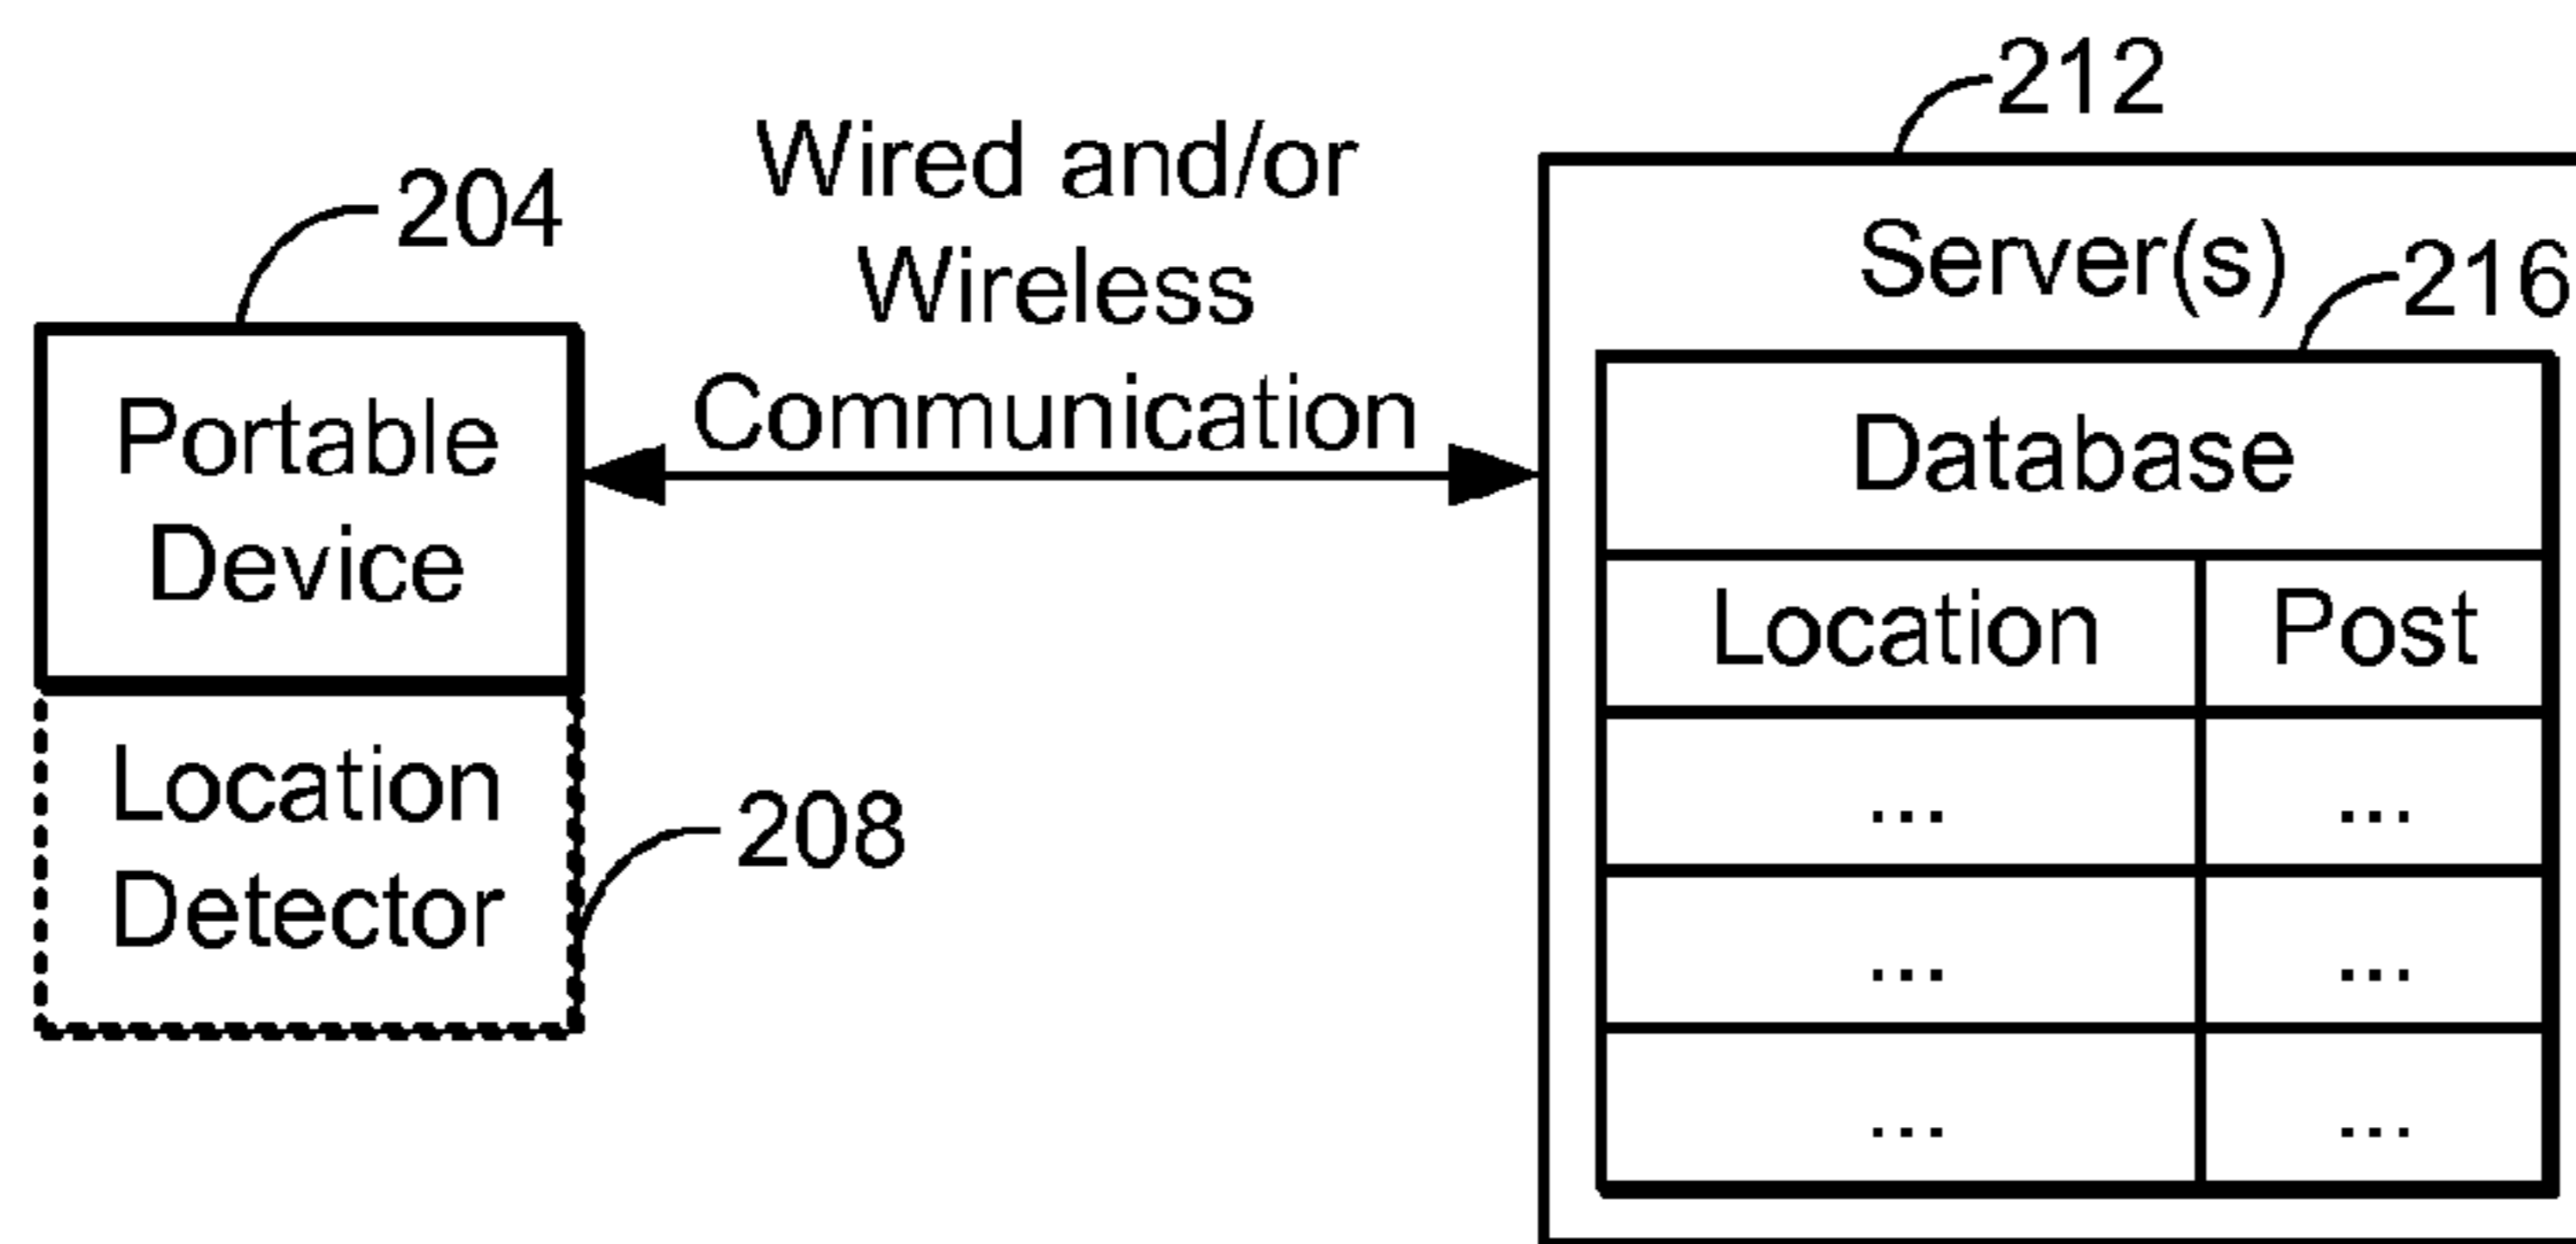 204
Portable
Device
Location
Detector
208
Wired and/or
Wireless
Communication
212
Server(s)
216
Database
Location Post
... ...
... ...
... ...